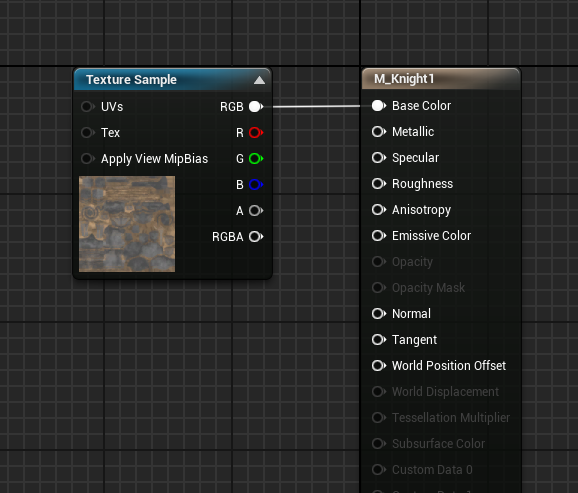 Texture Sample
UVs
RGB
Tex
R
Apply View MipBias
G
B
A
RGBA
M_Knight1
Base Color
Metallic
Specular
Roughness
Anisotropy
Emissive Color
Opacity
Opacity Mask
Normal
Tangent
World Position Offset
World Displacement
Tessellation Multiplier
Subsurface Color
Custom Data 0